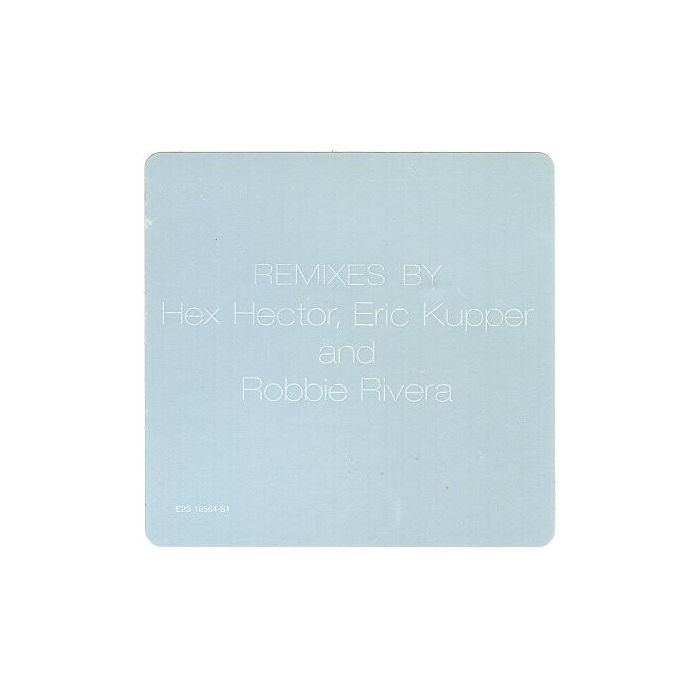 REMIXES BY
Hex Hector, Eric Kupper
and
Robbie Rivera
E2S 16564-S1